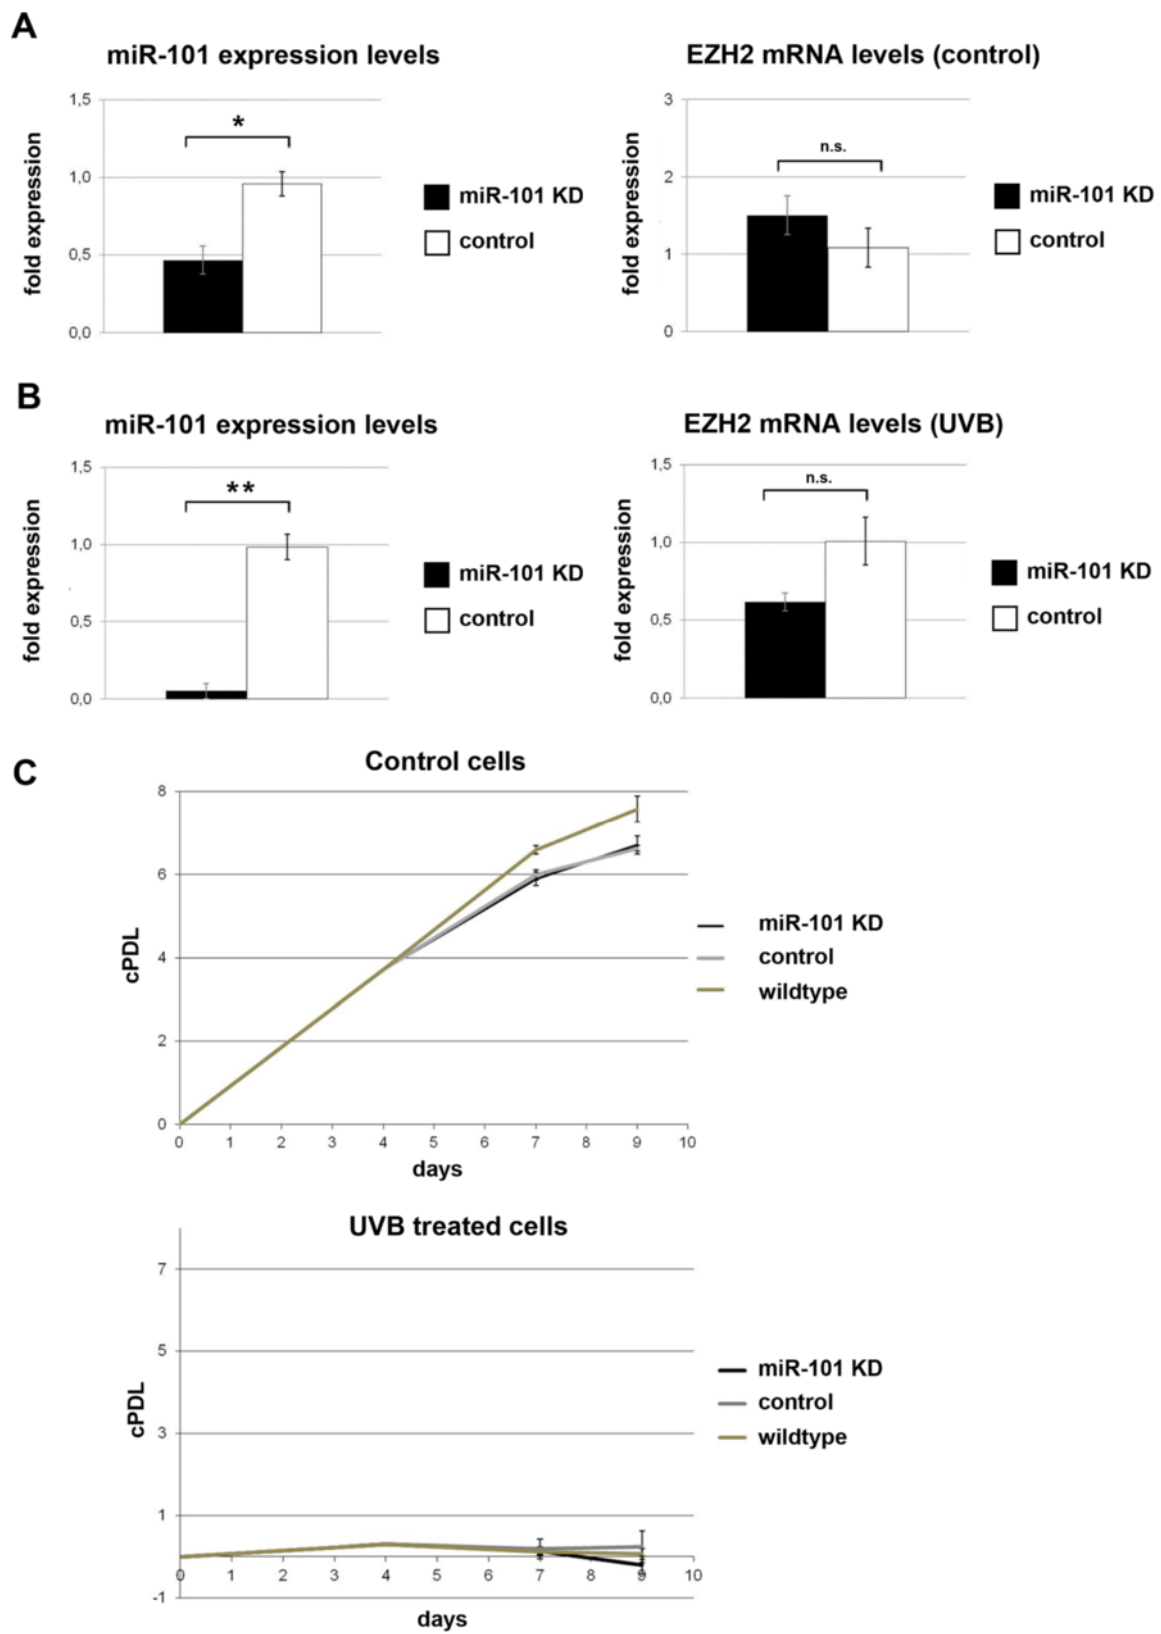 A
miR-101 expression levels
1,5
1,0
0,5
0,0
fold expression
*
miR-101 KD
control
EZH2 mRNA levels (control)
3
2
1
0
fold expression
n.s.
miR-101 KD
control
B
miR-101 expression levels
1,5
1,0
0,5
0,0
fold expression
**
miR-101 KD
control
EZH2 mRNA levels (UVB)
1,5
1,0
0,5
0,0
fold expression
n.s.
miR-101 KD
control
C
Control cells
8
6
4
2
0
cPDL
0 1 2 3 4 5 6 7 8 9 10
days
miR-101 KD
control
wildtype
UVB treated cells
7
5
3
1
-1
cPDL
0 1 2 3 4 5 6 7 8 9 10
days
miR-101 KD
control
wildtype